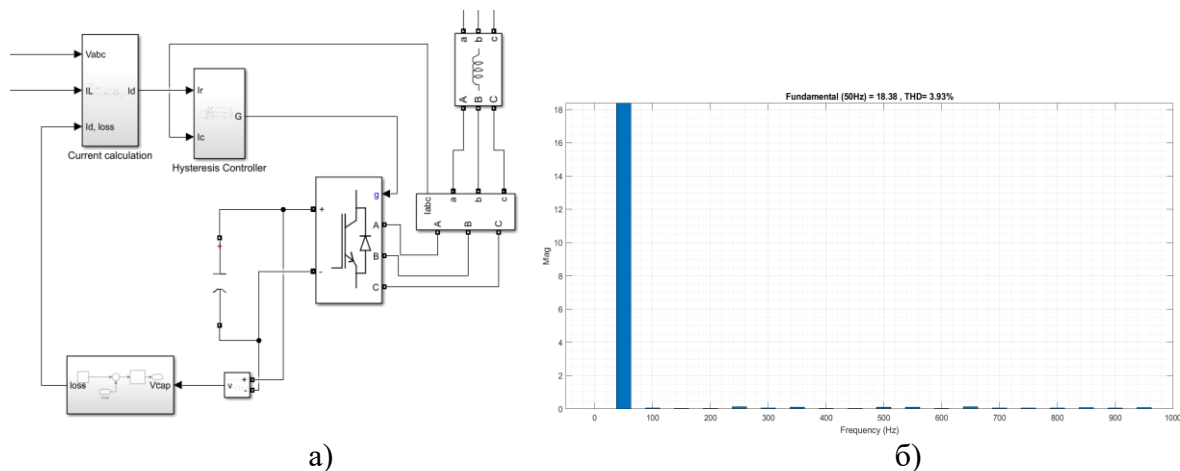 a b c
A B C
Vabc
IL Id
Id, loss
Current calculation
Ir
Ic
G
Hysteresis Controller
Iabc
a b c
A B C
g
+
-
A
B
C
+
loss
Vcap
v
+
-
а)
Fundamental (50Hz) = 18.38 , THD= 3.93%
Mag
18
16
14
12
10
8
6
4
2
0
0 100 200 300 400 500 600 700 800 900 1000
Frequency (Hz)
б)